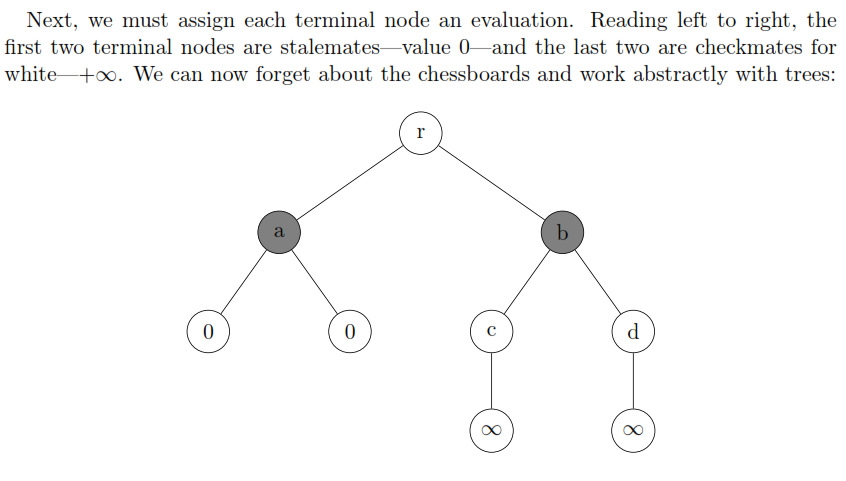 Next, we must assign each terminal node an evaluation. Reading left to right, the
first two terminal nodes are stalemates—value 0—and the last two are checkmates for
white—+∞. We can now forget about the chessboards and work abstractly with trees:
r
a b
0 0 c d
∞ ∞